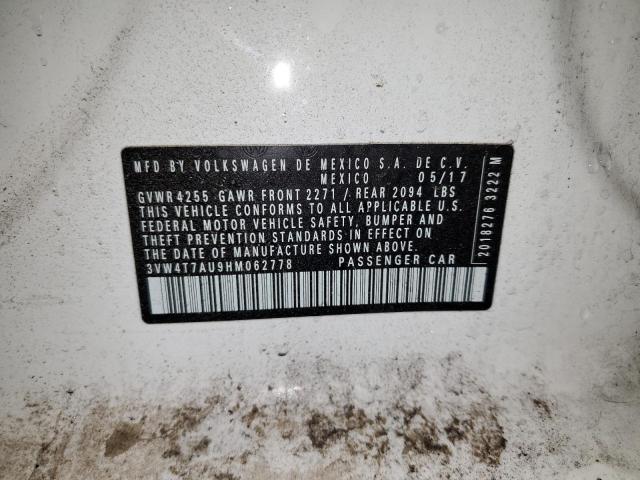 MFD BY VOLKSWAGEN DE MEXICO S.A. DE C.V.
MEXICO 05/17
GVWR 4255 GAWR FRONT 2271 / REAR 2094 LBS
THIS VEHICLE CONFORMS TO ALL APPLICABLE U.S.
FEDERAL MOTOR VEHICLE SAFETY, BUMPER AND
THEFT PREVENTION STANDARDS IN EFFECT ON
THE DATE OF MANUFACTURE SHOWN ABOVE.
3VW4T7AU9HM062778 PASSENGER CAR
2018276 3222 M